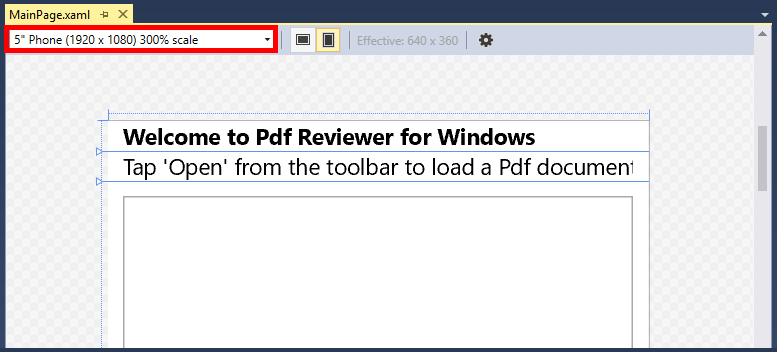 MainPage.xaml
5" Phone (1920 x 1080) 300% scale
Effective: 640 x 360
Welcome to Pdf Reviewer for Windows
Tap 'Open' from the toolbar to load a Pdf document